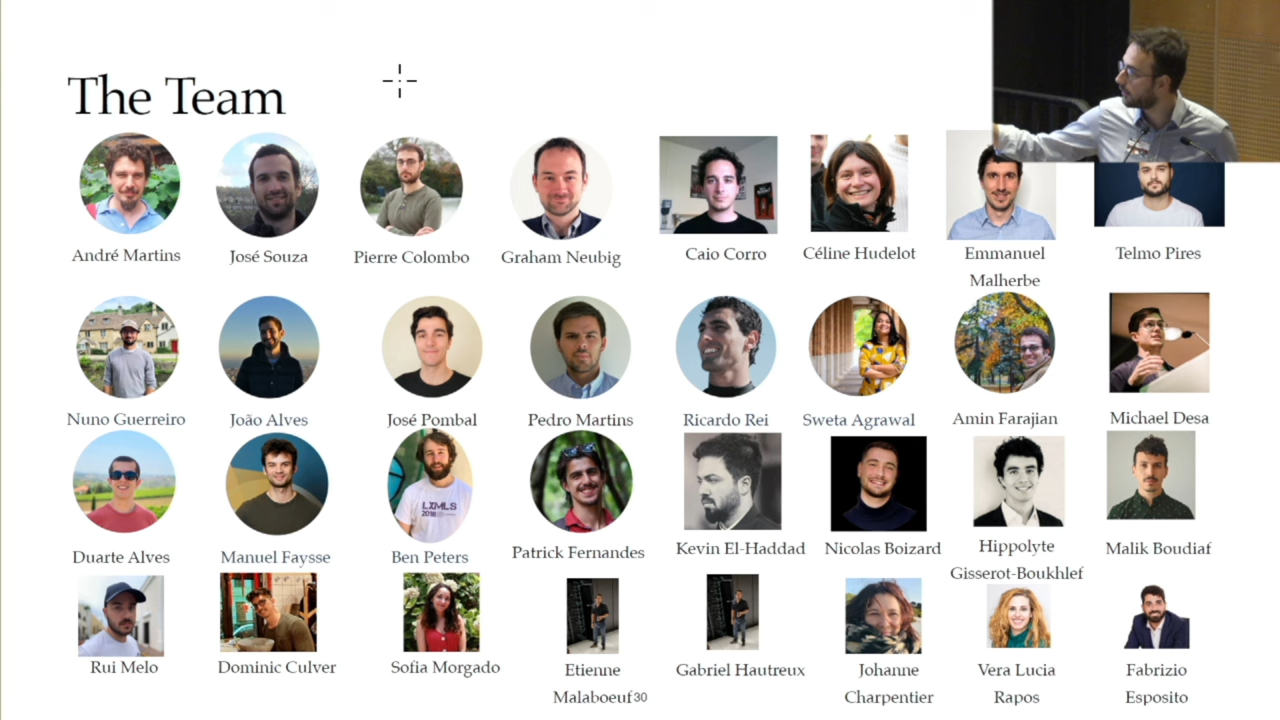 The Team
André Martins
José Souza
Pierre Colombo
Graham Neubig
Caio Corro
Céline Hudelot
Emmanuel
Malherbe
Telmo Pires
Nuno Guerreiro
João Alves
José Pombal
Pedro Martins
Ricardo Rei
Sweta Agrawal
Amin Farajian
Michael Desa
LXMLS
2018
Duarte Alves
Manuel Faysse
Ben Peters
Patrick Fernandes
Kevin El-Haddad
Nicolas Boizard
Hippolyte
Gisserot-Boukhlef
Malik Boudiaf
Rui Melo
Dominic Culver
Sofia Morgado
Etienne
Malaboeuf
30
Gabriel Hautreux
Johanne
Charpentier
Vera Lucia
Rapos
Fabrizio
Esposito